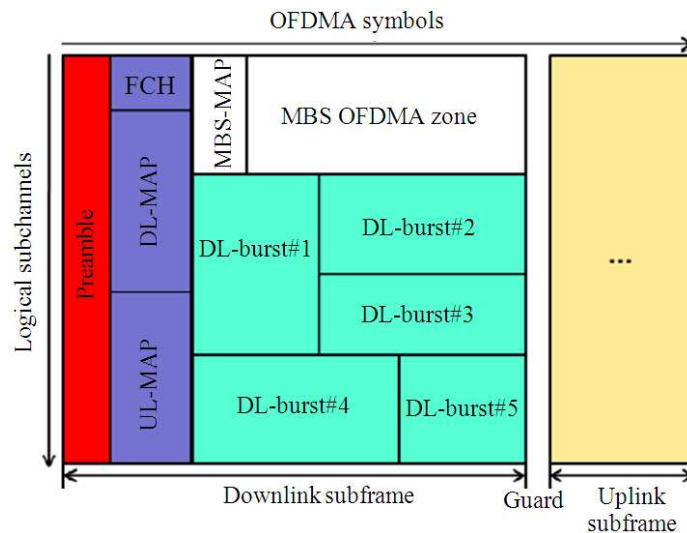 OFDMA symbols
Logical subchannels
Preamble
FCH
DL-MAP
UL-MAP
MBS-MAP
MBS OFDMA zone
DL-burst#1
DL-burst#2
DL-burst#3
DL-burst#4
DL-burst#5
...
Downlink subframe
Guard
Uplink
subframe